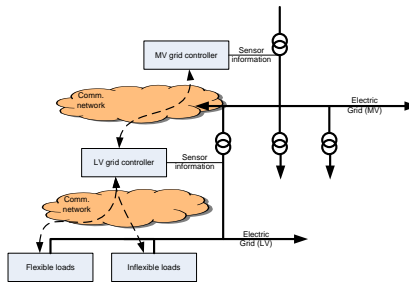 MV grid controller
Sensor
information
Comm.
network
Electric
Grid (MV)
LV grid controller
Sensor
information
Comm.
network
Electric
Grid (LV)
Flexible loads
Inflexible loads